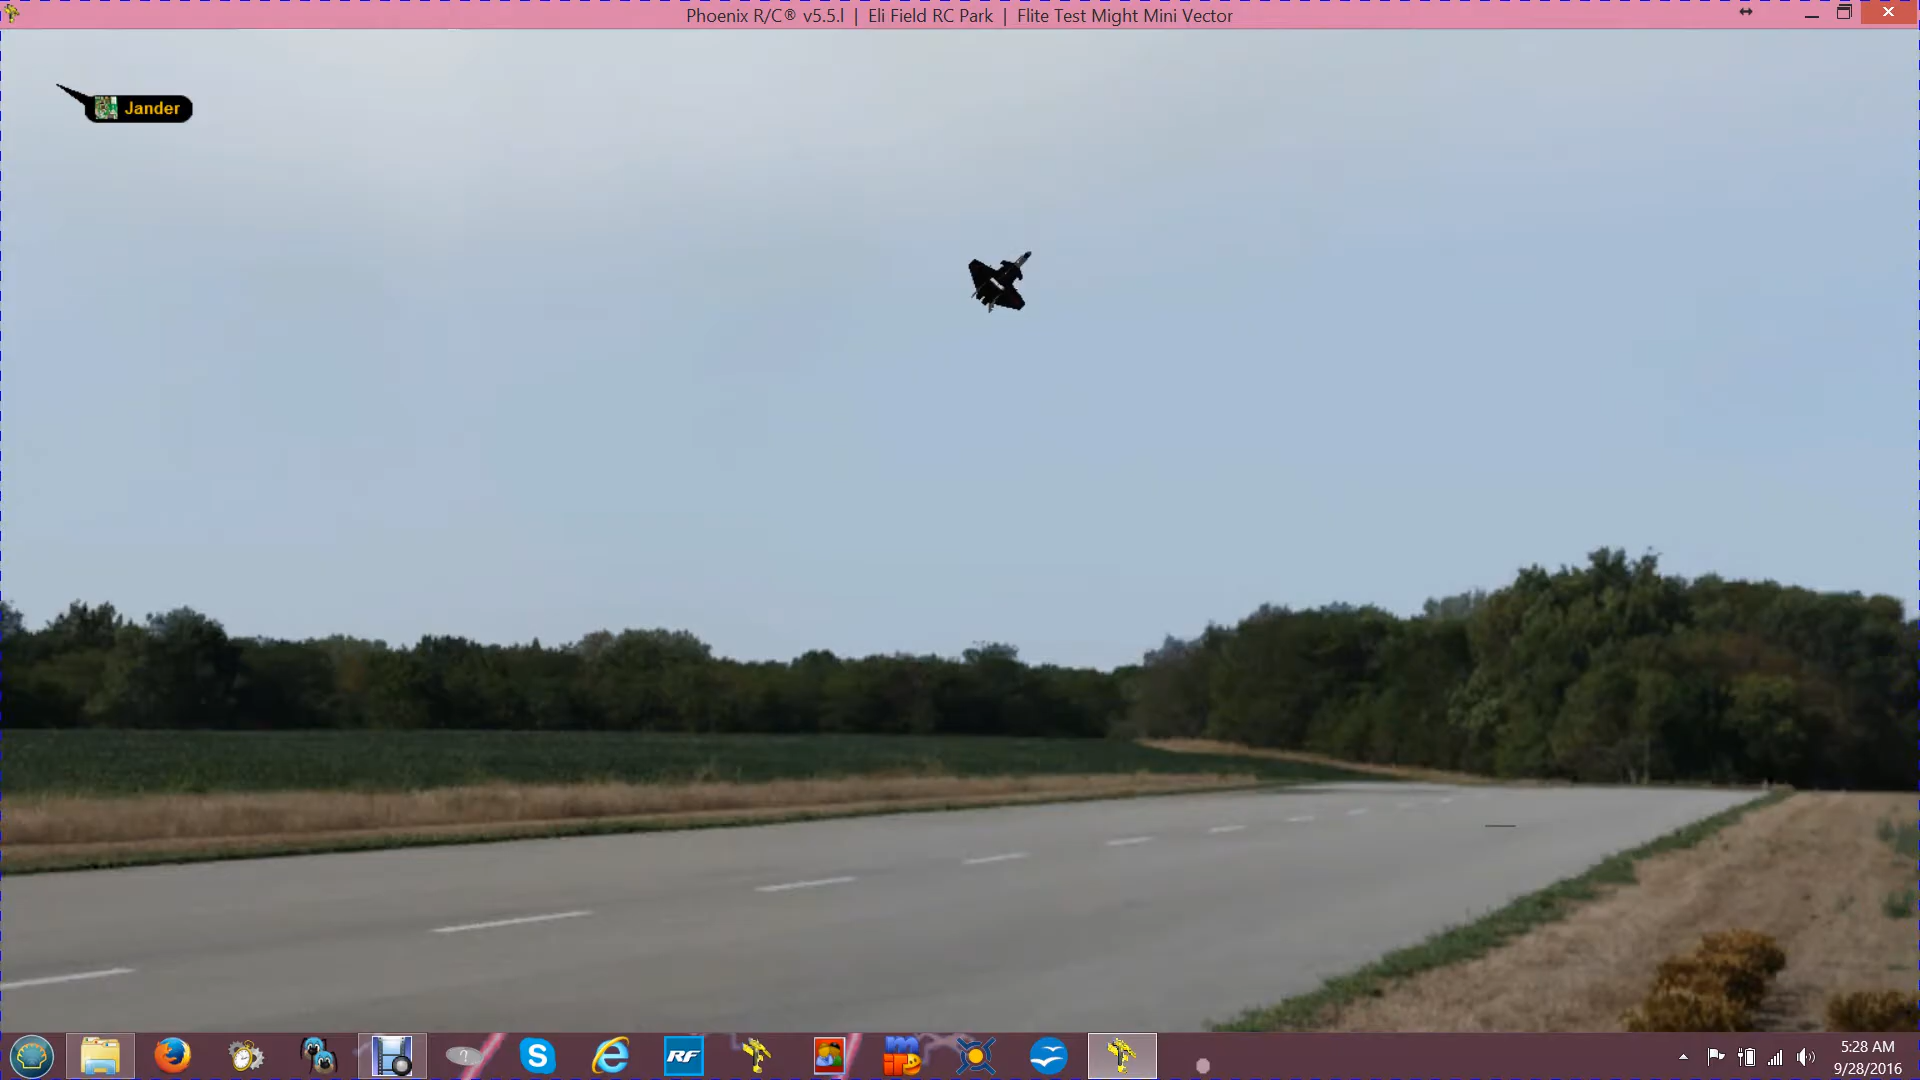 Phoenix R/C® v5.5.l | Eli Field RC Park | Flite Test Might Mini Vector
Jander
RF
5:28 AM
9/28/2016